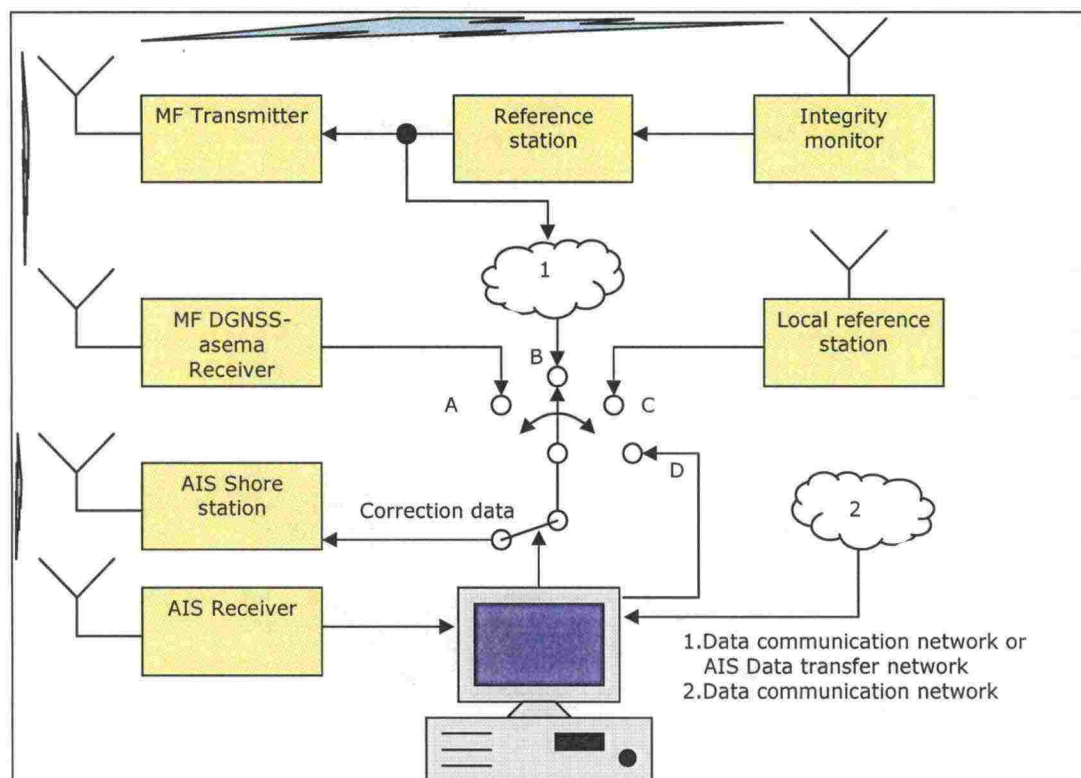 MF Transmitter
Reference
station
Integrity
monitor
1
MF DGNSS-
asema
Receiver
Local reference
station
B
A
C
D
AIS Shore
station
Correction data
2
AIS Receiver
1.Data communication network or
AIS Data transfer network
2.Data communication network